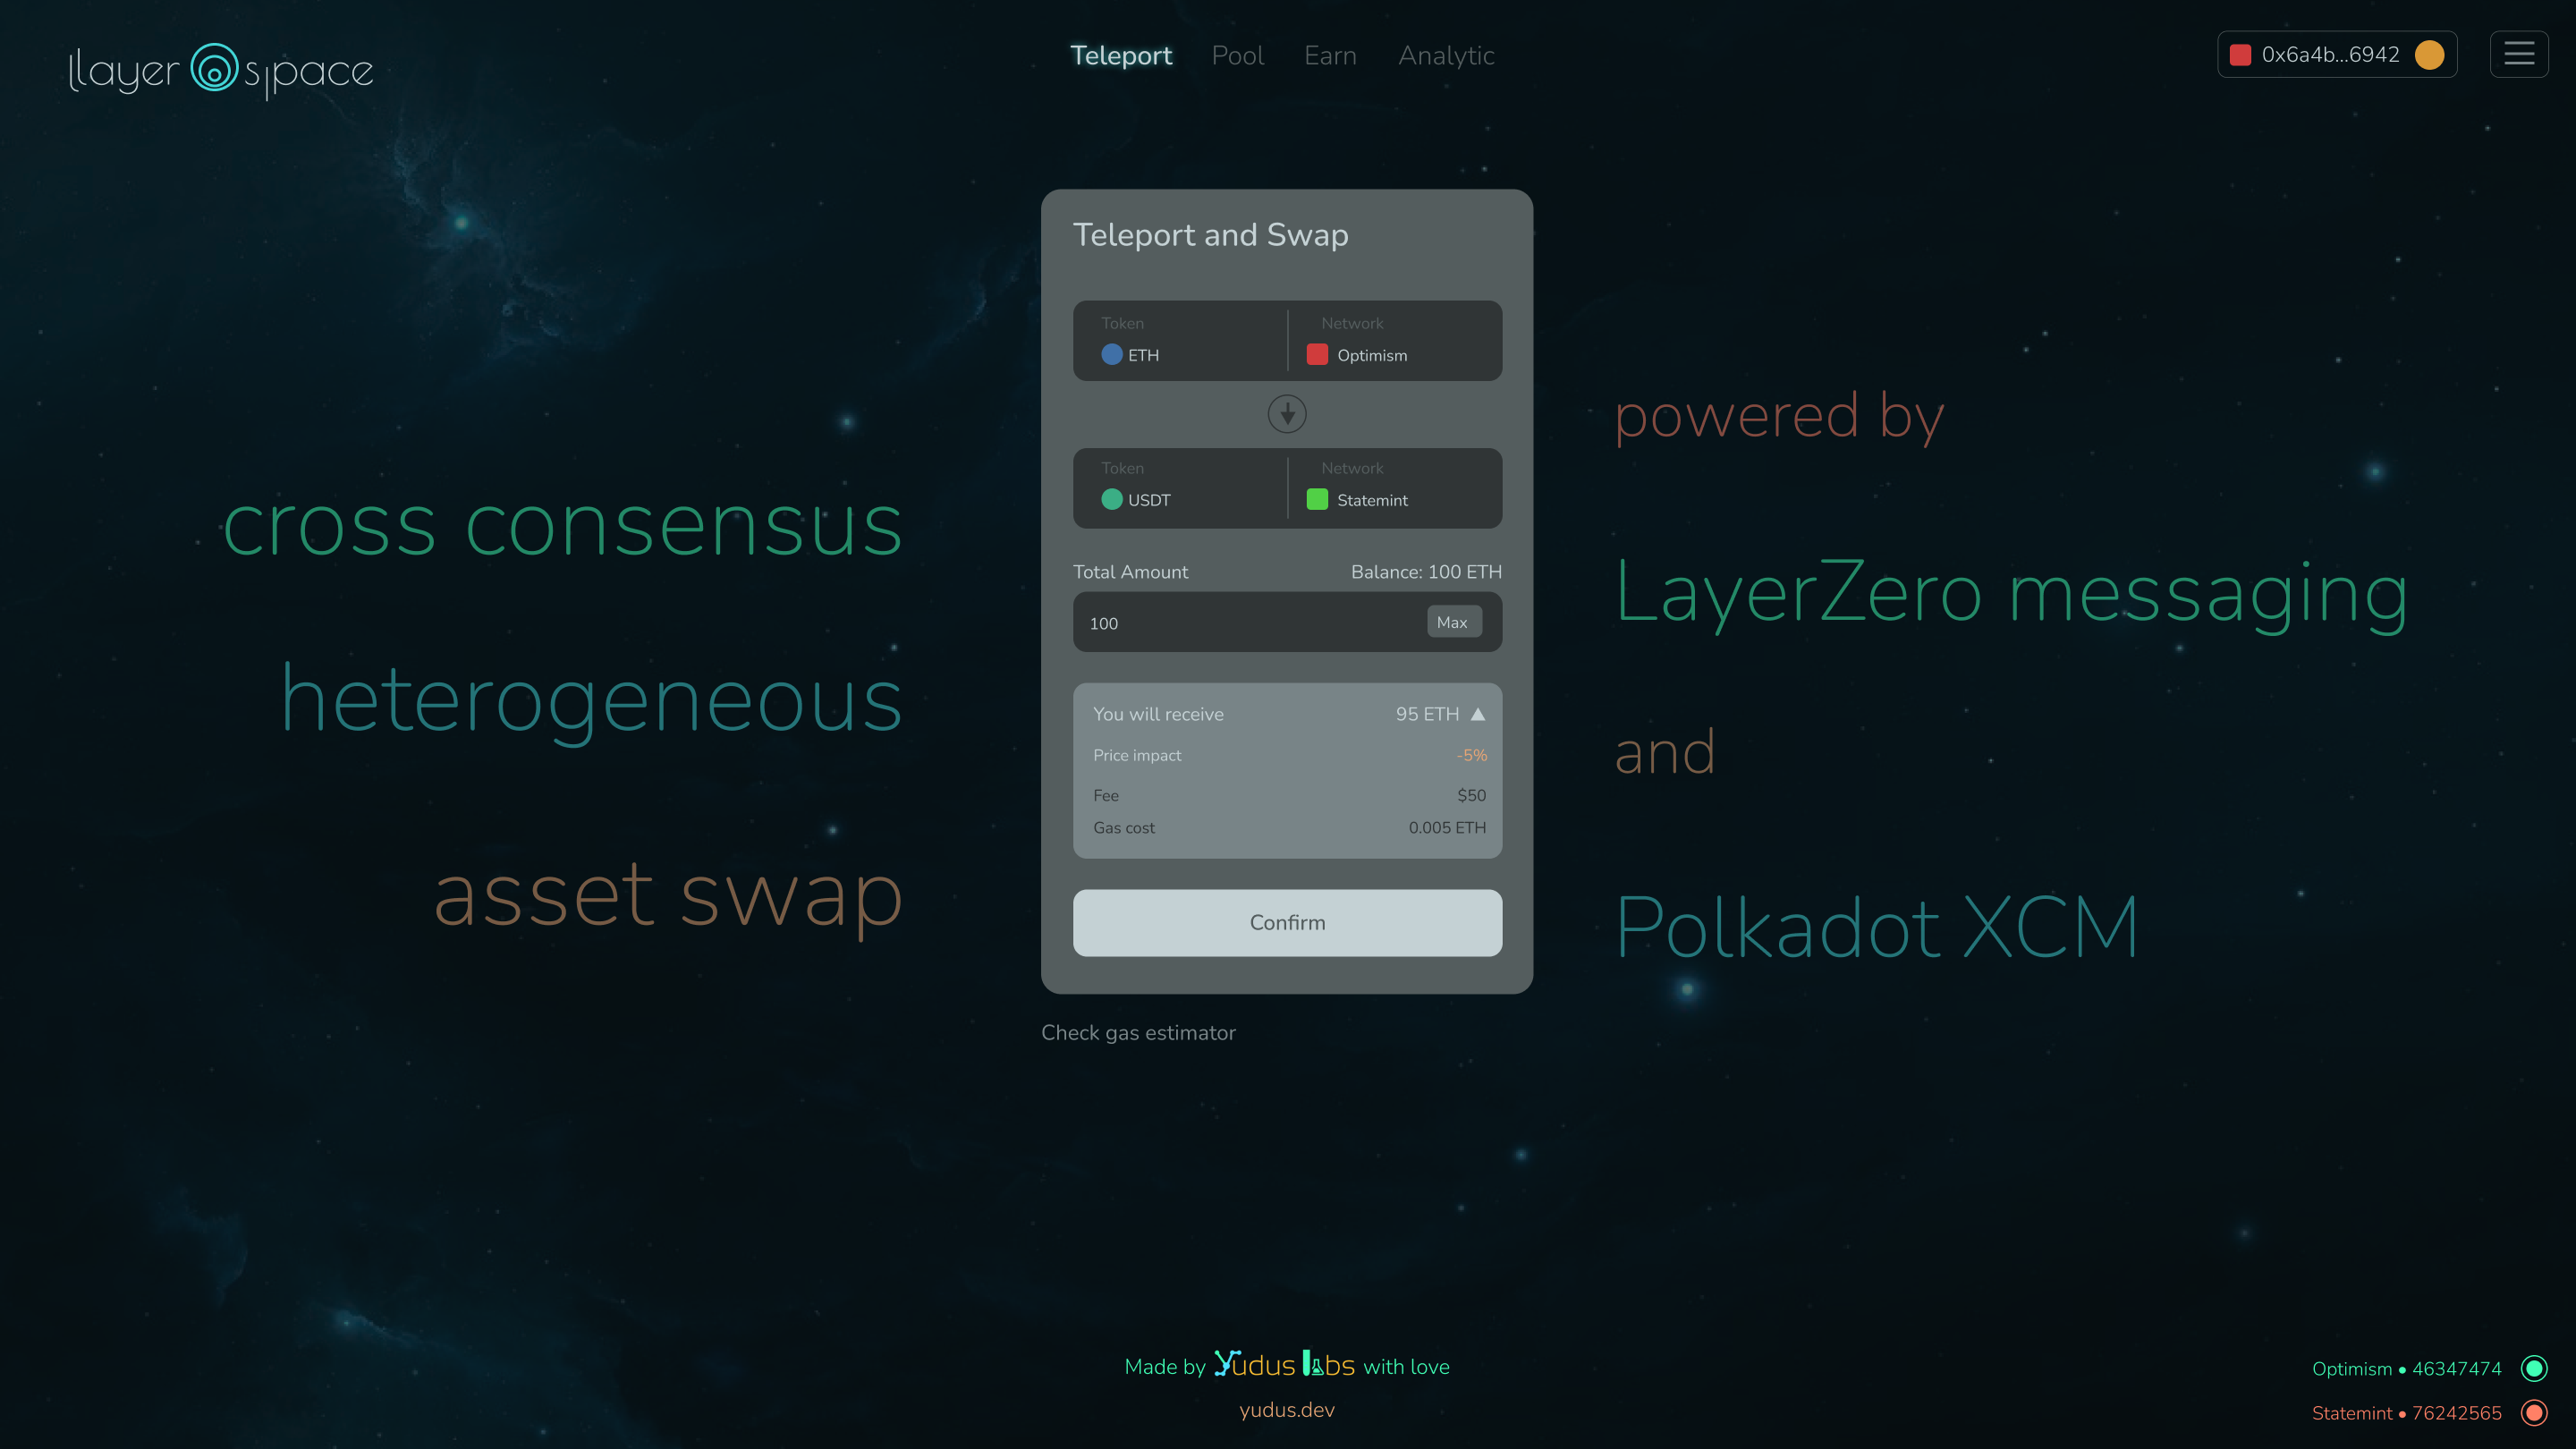 layer space
Teleport Pool Earn Analytic
0x6a4b...6942
cross consensus
heterogeneous
asset swap
Teleport and Swap
Token Network
ETH Optimism
Token Network
USDT Statemint
Total Amount Balance: 100 ETH
100 Max
You will receive 95 ETH
Price impact -5%
Fee $50
Gas cost 0.005 ETH
Confirm
Check gas estimator
powered by
LayerZero messaging
and
Polkadot XCM
Made by Yudus labs with love
yudus.dev
Optimism • 46347474
Statemint • 76242565